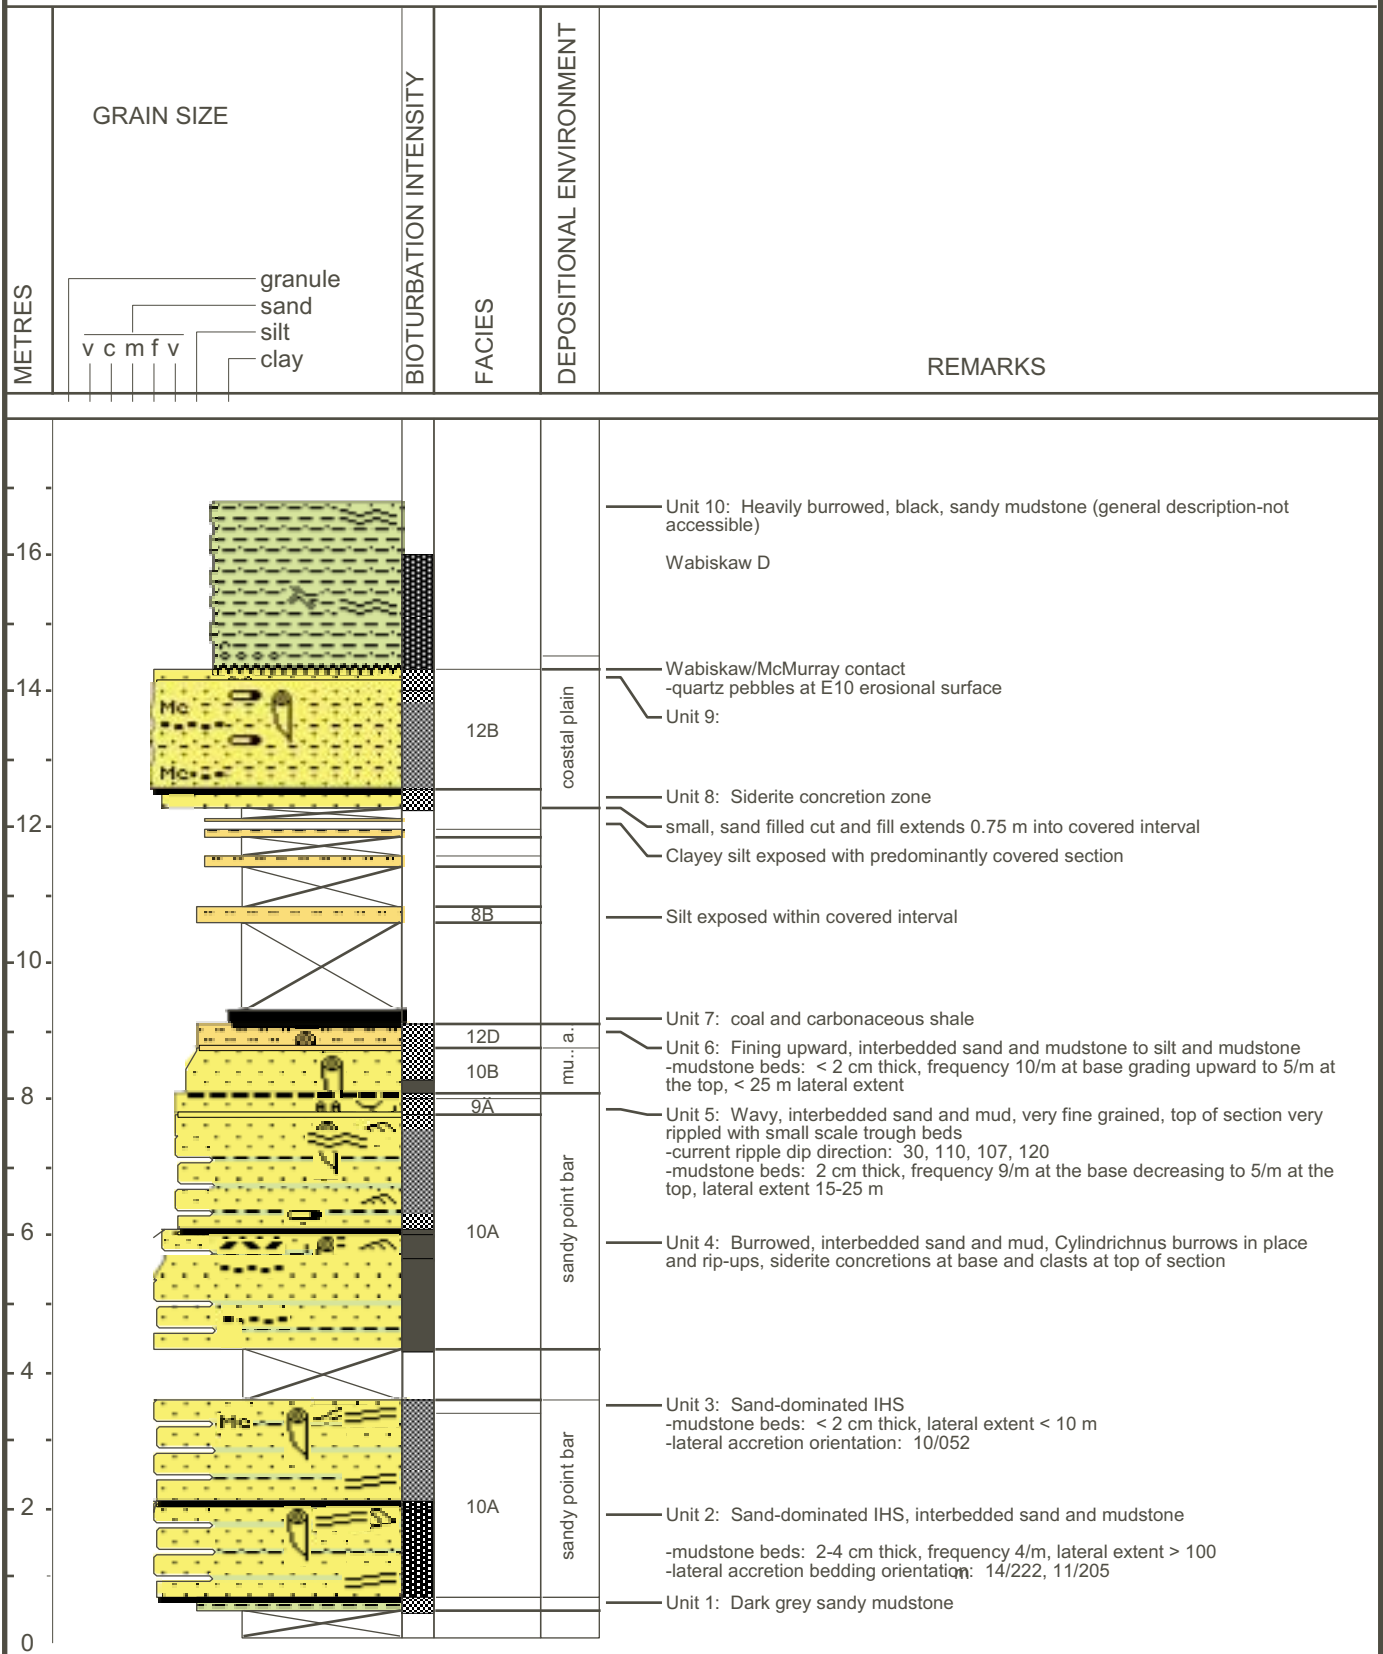 GRAIN SIZE
granule
sand
silt
clay
v c m f v
METRES
BIOTURBATION INTENSITY
FACIES
DEPOSITIONAL ENVIRONMENT
REMARKS
Unit 10: Heavily burrowed, black, sandy mudstone (general description-not
accessible)
16
Wabiskaw D
Wabiskaw/McMurray contact
-quartz pebbles at E10 erosional surface
14
Mc
Unit 9:
12B
coastal plain
Mc
Unit 8: Siderite concretion zone
12
small, sand filled cut and fill extends 0.75 m into covered interval
Clayey silt exposed with predominantly covered section
8B
Silt exposed within covered interval
10
Unit 7: coal and carbonaceous shale
12D
mu.. a.
Unit 6: Fining upward, interbedded sand and mudstone to silt and mudstone
-mudstone beds: < 2 cm thick, frequency 10/m at base grading upward to 5/m at
the top, < 25 m lateral extent
10B
8
9A
Unit 5: Wavy, interbedded sand and mud, very fine grained, top of section very
rippled with small scale trough beds
-current ripple dip direction: 30, 110, 107, 120
-mudstone beds: 2 cm thick, frequency 9/m at the base decreasing to 5/m at the
top, lateral extent 15-25 m
6
10A
sandy point bar
Unit 4: Burrowed, interbedded sand and mud, Cylindrichnus burrows in place
and rip-ups, siderite concretions at base and clasts at top of section
4
Unit 3: Sand-dominated IHS
-mudstone beds: < 2 cm thick, lateral extent < 10 m
-lateral accretion orientation: 10/052
Mc
2
10A
sandy point bar
Unit 2: Sand-dominated IHS, interbedded sand and mudstone
-mudstone beds: 2-4 cm thick, frequency 4/m, lateral extent > 100
m
-lateral accretion bedding orientation: 14/222, 11/205
Unit 1: Dark grey sandy mudstone
0